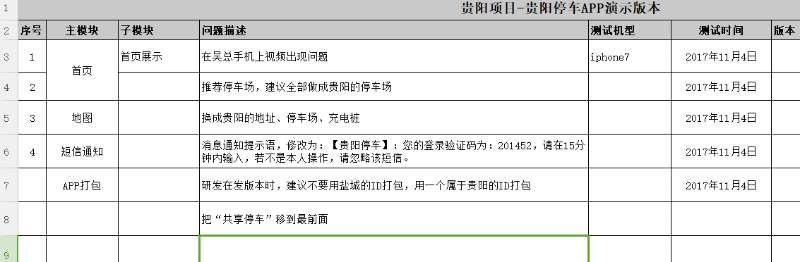 1 贵阳项目-贵阳停车APP演示版本
2 序号 主模块 子模块 问题描述 测试机型 测试时间 版本
3 1 首页 首页展示 在吴总手机上视频出现问题 iphone7 2017年11月4日
4 2 推荐停车场，建议全部做成贵阳的停车场 2017年11月4日
5 3 地图 换成贵阳的地址、停车场、充电桩 2017年11月4日
6 4 短信通知 消息通知提示语，修改为：【贵阳停车】：您的登录验证码为：201452，请在15分
钟内输入，若不是本人操作，请忽略该短信。 2017年11月4日
7 APP打包 研发在发版本时，建议不要用盐城的ID打包，用一个属于贵阳的ID打包 2017年11月4日
8 把“共享停车”移到最前面
9